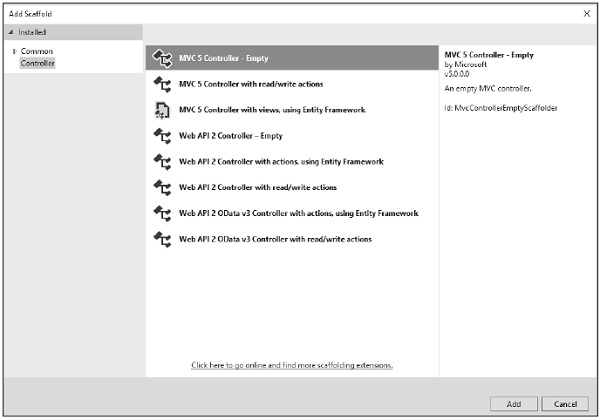 Add Scaffold
Installed
Common
Controller
MVC 5 Controller - Empty
MVC 5 Controller with read/write actions
MVC 5 Controller with views, using Entity Framework
Web API 2 Controller – Empty
Web API 2 Controller with actions, using Entity Framework
Web API 2 Controller with read/write actions
Web API 2 OData v3 Controller with actions, using Entity Framework
Web API 2 OData v3 Controller with read/write actions
Click here to go online and find more scaffolding extensions.
MVC 5 Controller - Empty
by Microsoft
v5.0.0.0
An empty MVC controller.
Id: MvcControllerEmptyScaffolder
Add
Cancel